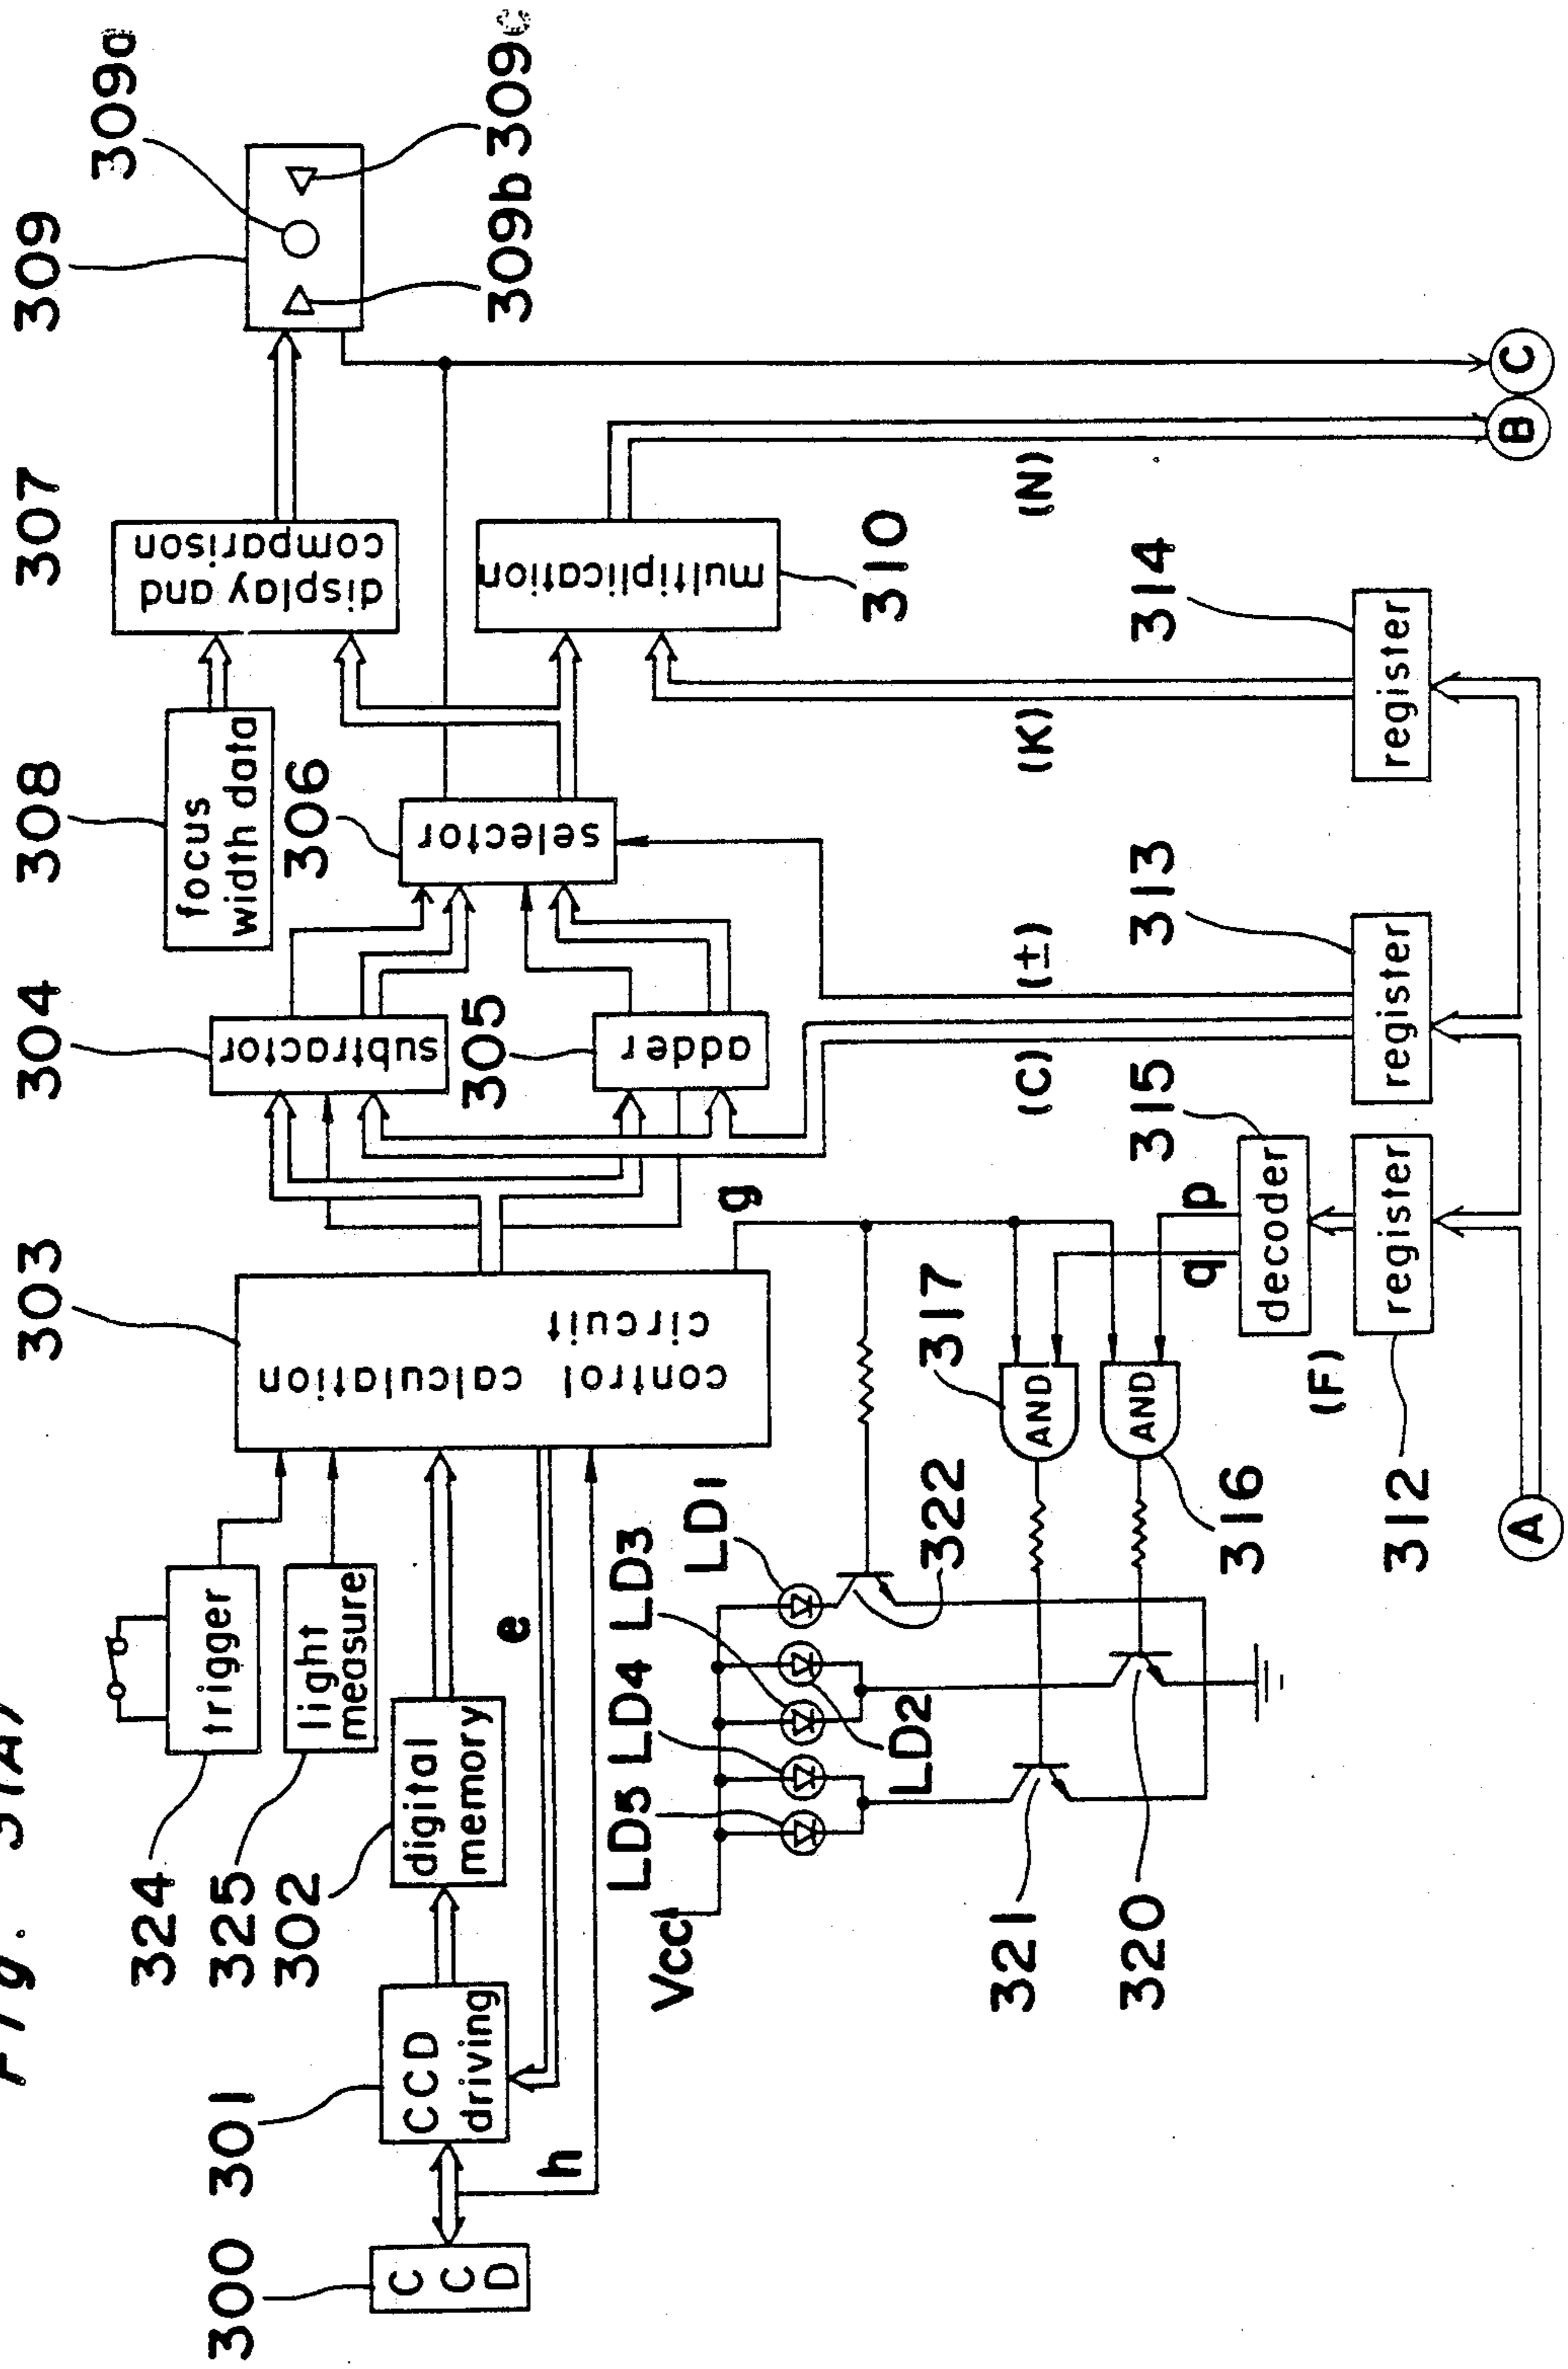 Fig. 31(A)
324
trigger
325
light
measure
302
digital
memory
300
C
C
D
301
CCD
driving
h
e
303
control calculation
circuit
304
subtractor
305
adder
306
selector
308
focus
width data
307
display and
comparison
309
309a
309b
309c
multiplication
310
g
Vcc
LD5
LD4
LD3
LD2
LD1
322
321
320
317
AND
AND
316
q
p
315
decoder
(F)
312
register
(C)
(±)
313
register
(K)
314
register
(N)
A
B
C